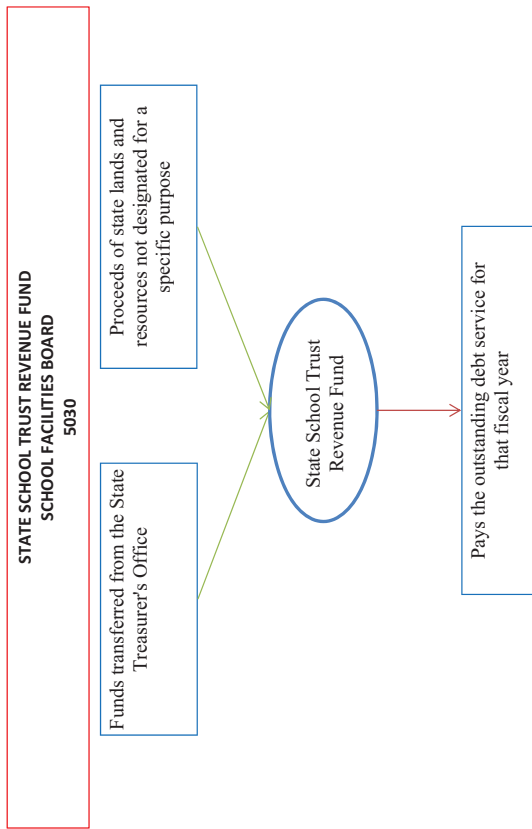 STATE SCHOOL TRUST REVENUE FUND
SCHOOL FACILITIES BOARD
5030
Funds transferred from the State
Treasurer's Office
Proceeds of state lands and
resources not designated for a
specific purpose
State School Trust
Revenue Fund
Pays the outstanding debt service for
that fiscal year